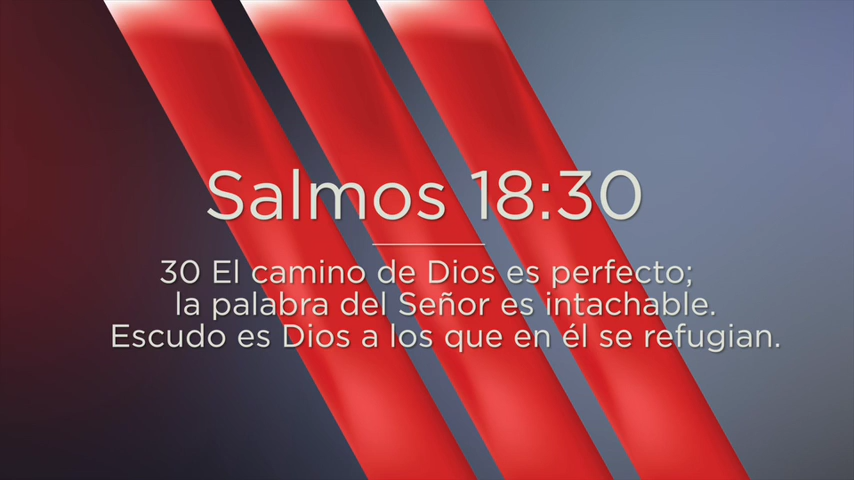 Salmos 18:30
30 El camino de Dios es perfecto;
la palabra del Señor es intachable.
Escudo es Dios a los que en él se refugian.